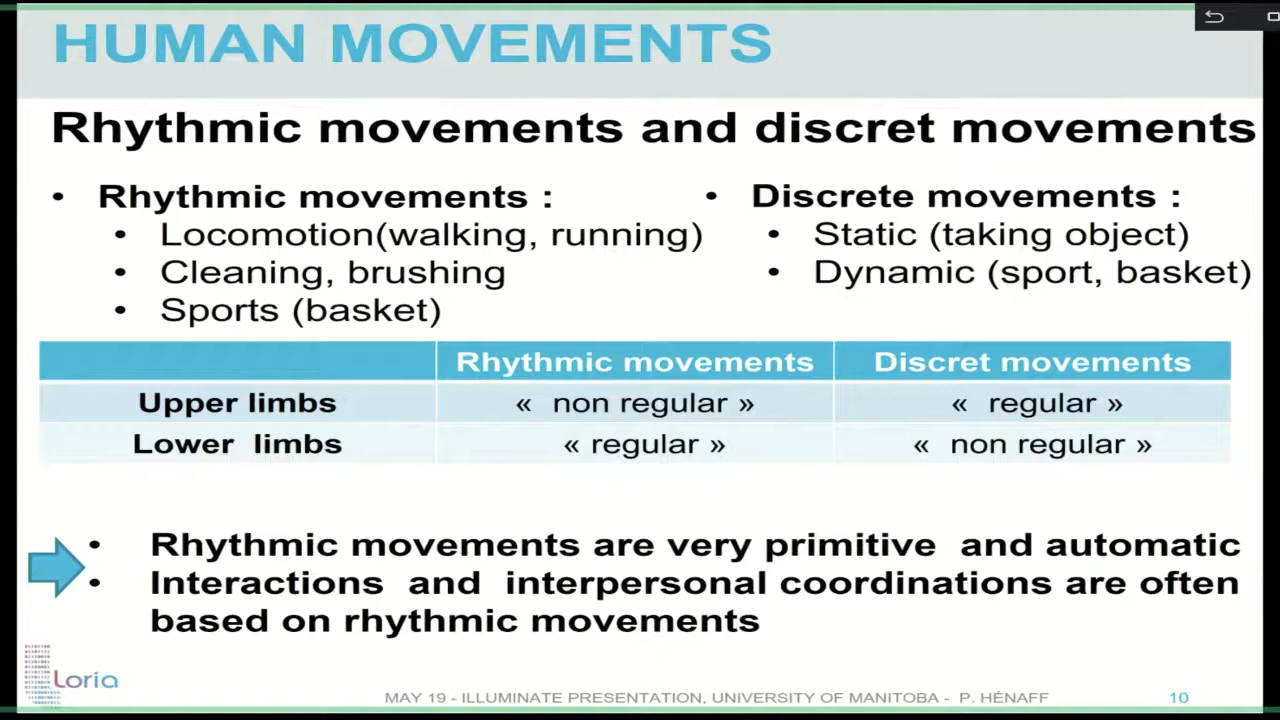 HUMAN MOVEMENTS
Rhythmic movements and discret movements
• Rhythmic movements :
• Locomotion(walking, running)
• Cleaning, brushing
• Sports (basket)
• Discrete movements :
• Static (taking object)
• Dynamic (sport, basket)
Rhythmic movements Discret movements
Upper limbs « non regular » « regular »
Lower limbs « regular » « non regular »
• Rhythmic movements are very primitive and automatic
• Interactions and interpersonal coordinations are often
based on rhythmic movements
Loria
MAY 19 - ILLUMINATE PRESENTATION, UNIVERSITY OF MANITOBA - P. HÉNAFF
10